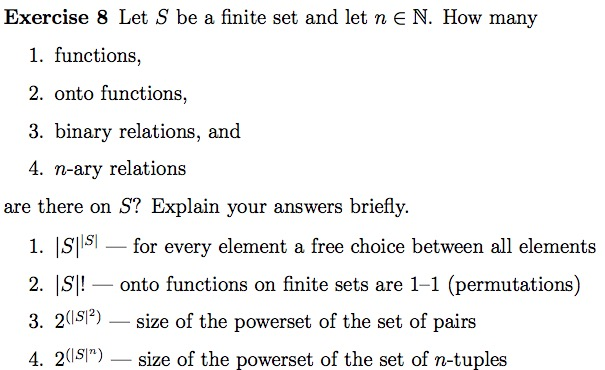 Exercise 8 Let S be a finite set and let n ∈ ℕ. How many
1. functions,
2. onto functions,
3. binary relations, and
4. n-ary relations
are there on S? Explain your answers briefly.
1. |S|^|S| — for every element a free choice between all elements
2. |S|! — onto functions on finite sets are 1–1 (permutations)
3. 2^(|S|^2) — size of the powerset of the set of pairs
4. 2^(|S|^n) — size of the powerset of the set of n-tuples